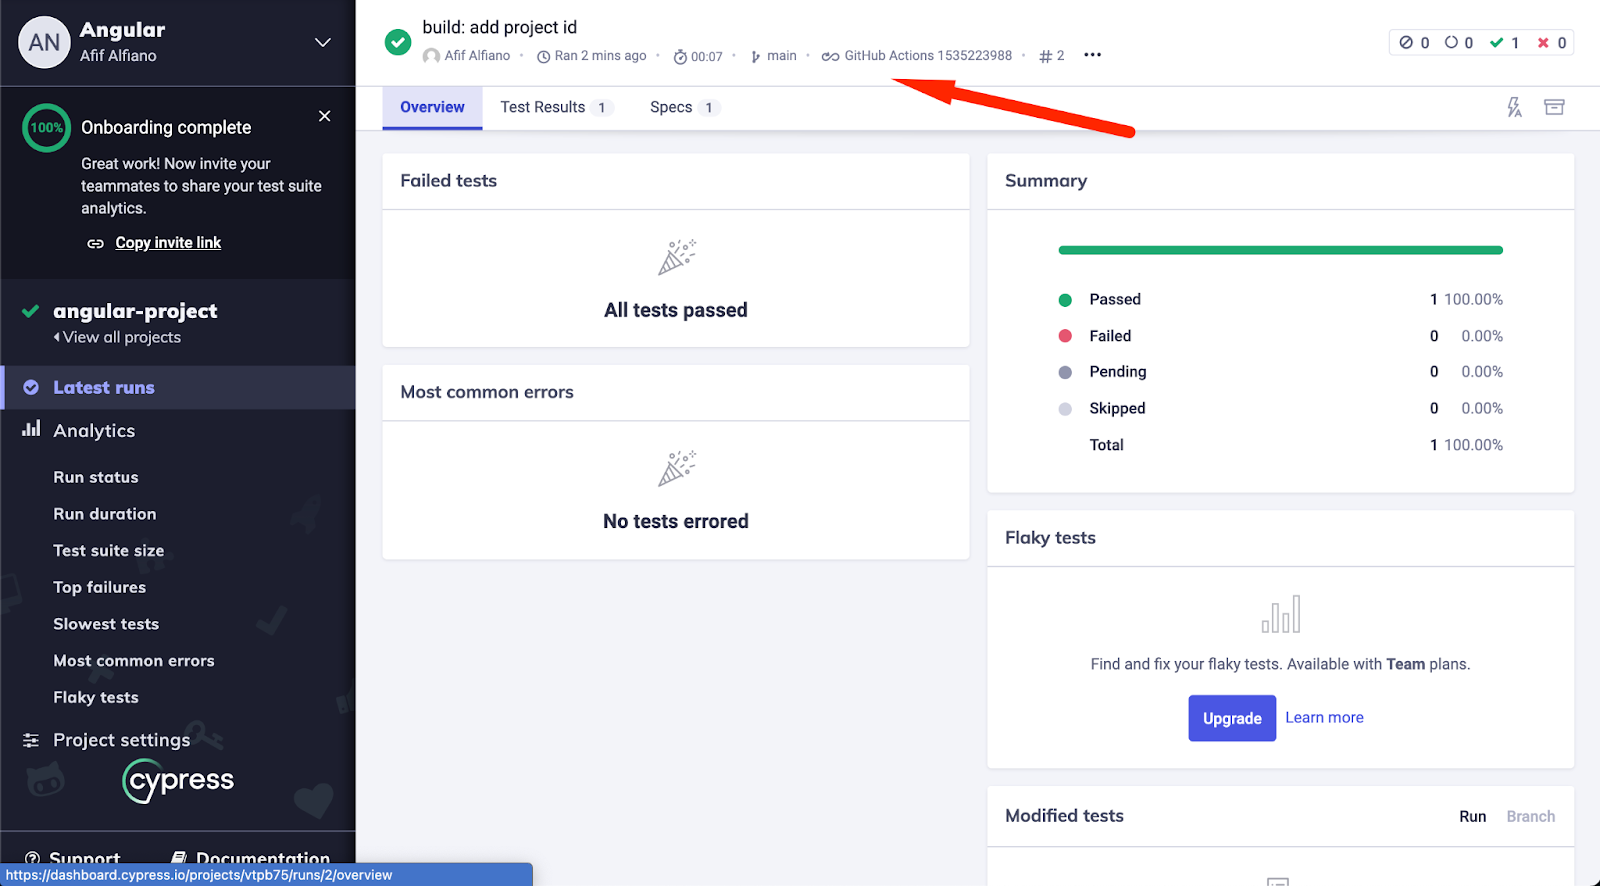 AN
Angular
Afif Alfiano
100%
Onboarding complete
Great work! Now invite your
teammates to share your test suite
analytics.
Copy invite link
angular-project
View all projects
Latest runs
Analytics
Run status
Run duration
Test suite size
Top failures
Slowest tests
Most common errors
Flaky tests
Project settings
cypress
Support Documentation
https://dashboard.cypress.io/projects/vtpb75/runs/2/overview
build: add project id
Afif Alfiano · Ran 2 mins ago · 00:07 · main · GitHub Actions 1535223988 · # 2 •••
0 0 1 0
Overview Test Results 1 Specs 1
Failed tests
All tests passed
Most common errors
No tests errored
Summary
Passed 1 100.00%
Failed 0 0.00%
Pending 0 0.00%
Skipped 0 0.00%
Total 1 100.00%
Flaky tests
Find and fix your flaky tests. Available with Team plans.
Upgrade Learn more
Modified tests Run Branch